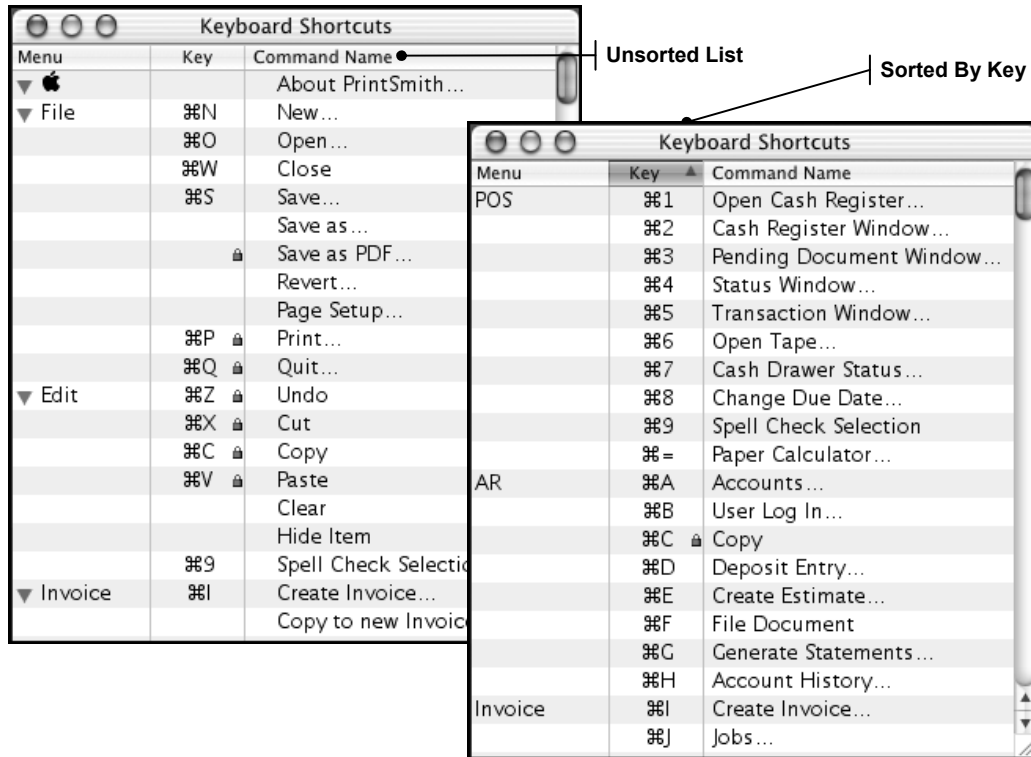 Keyboard Shortcuts
Menu Key Command Name
About PrintSmith...
File ⌘N New...
⌘O Open...
⌘W Close
⌘S Save...
Save as...
Save as PDF...
Revert...
Page Setup...
⌘P Print...
⌘Q Quit...
Edit ⌘Z Undo
⌘X Cut
⌘C Copy
⌘V Paste
Clear
Hide Item
⌘9 Spell Check Selectio
Invoice ⌘I Create Invoice...
Copy to new Invoic
Unsorted List
Sorted By Key
Keyboard Shortcuts
Menu Key Command Name
POS ⌘1 Open Cash Register...
⌘2 Cash Register Window...
⌘3 Pending Document Window...
⌘4 Status Window...
⌘5 Transaction Window...
⌘6 Open Tape...
⌘7 Cash Drawer Status...
⌘8 Change Due Date...
⌘9 Spell Check Selection
⌘= Paper Calculator...
AR ⌘A Accounts...
⌘B User Log In...
⌘C Copy
⌘D Deposit Entry...
⌘E Create Estimate...
⌘F File Document
⌘G Generate Statements...
⌘H Account History...
Invoice ⌘I Create Invoice...
⌘J Jobs...